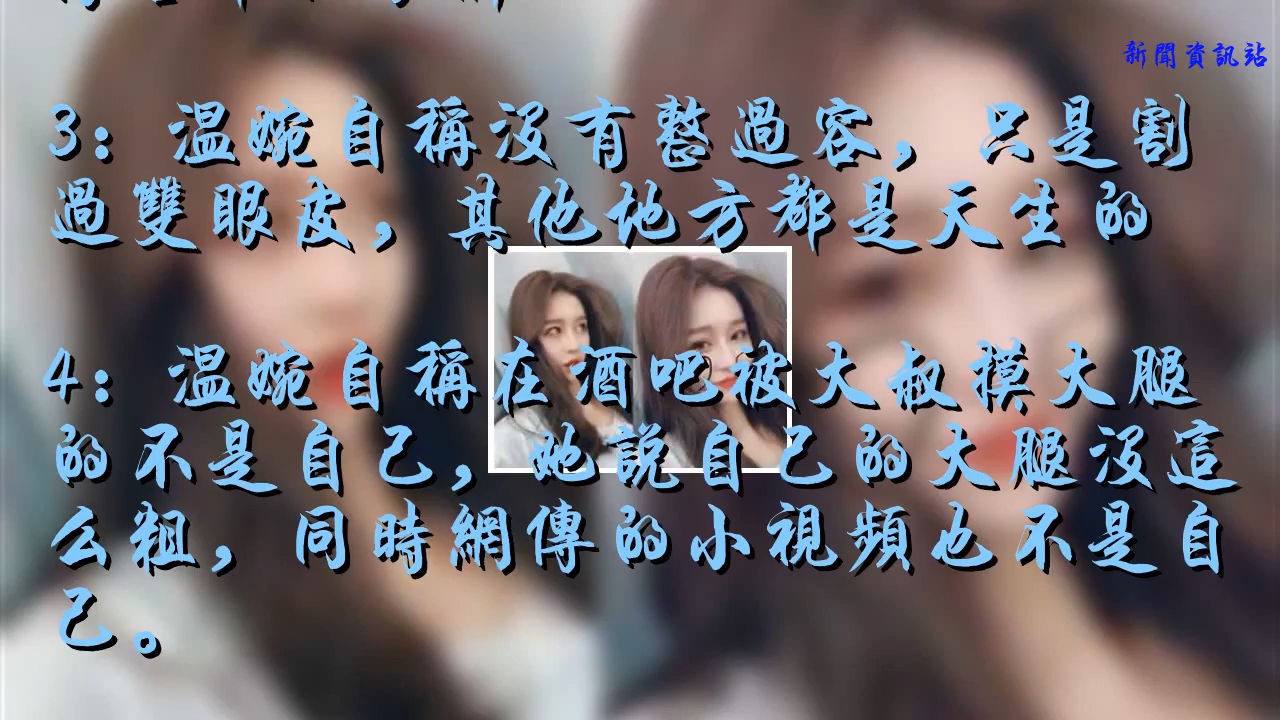 新聞資訊站
3：溫婉自稱沒有整過容，只是割
過雙眼皮，其他地方都是天生的
4：溫婉自稱在酒吧被大叔摸大腿
的不是自己，她說自己的大腿沒這
么粗，同時網傳的小視頻也不是自
己。